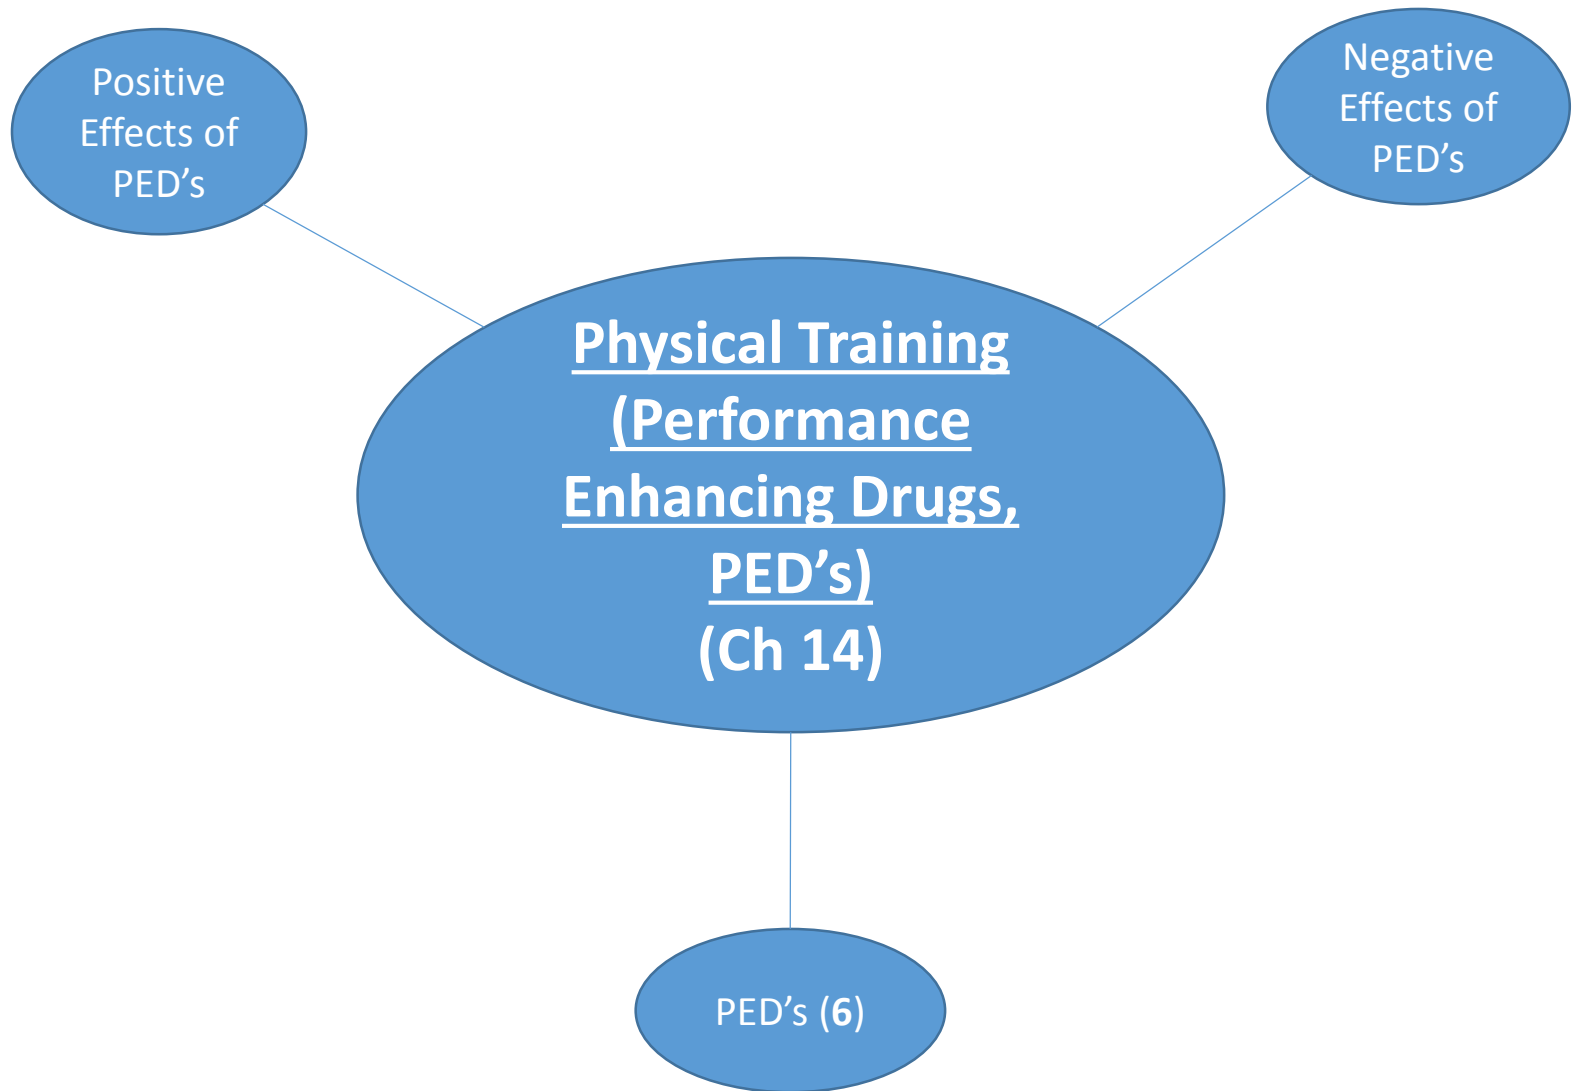 Positive
Effects of
PED’s
Negative
Effects of
PED’s
Physical Training
(Performance
Enhancing Drugs,
PED’s)
(Ch 14)
PED’s (6)